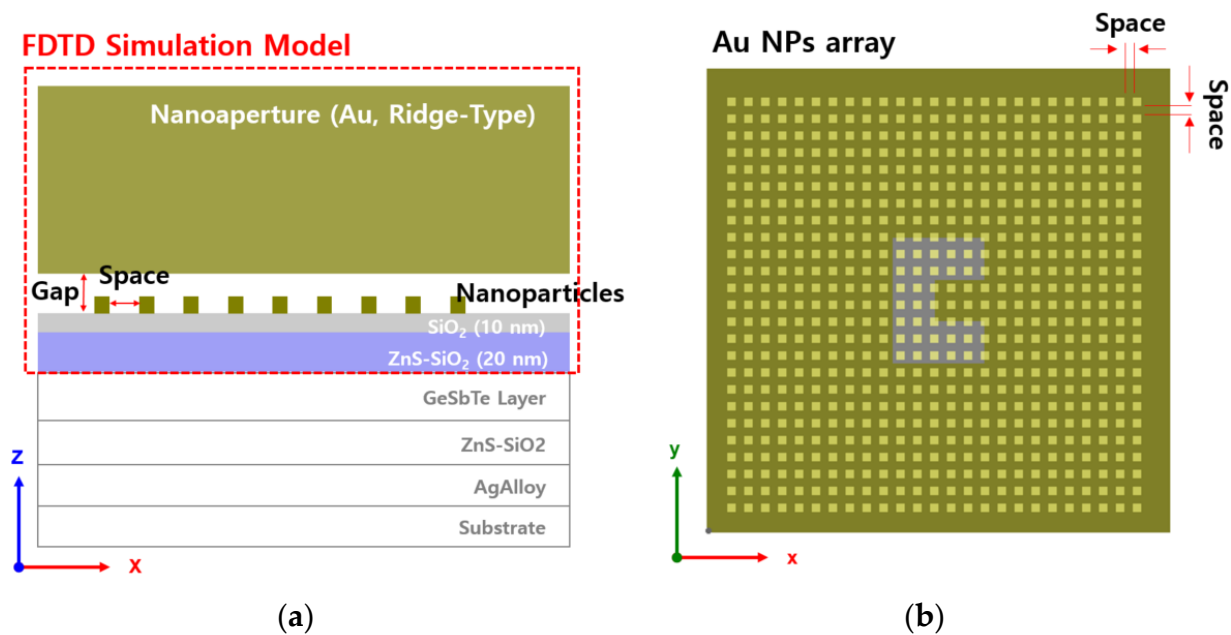 FDTD Simulation Model
Nanoaperture (Au, Ridge-Type)
Space
Gap
Nanoparticles
SiO₂ (10 nm)
ZnS-SiO₂ (20 nm)
GeSbTe Layer
ZnS-SiO2
AgAlloy
Substrate
z
x
(a)
Space
Au NPs array
Space
y
x
(b)